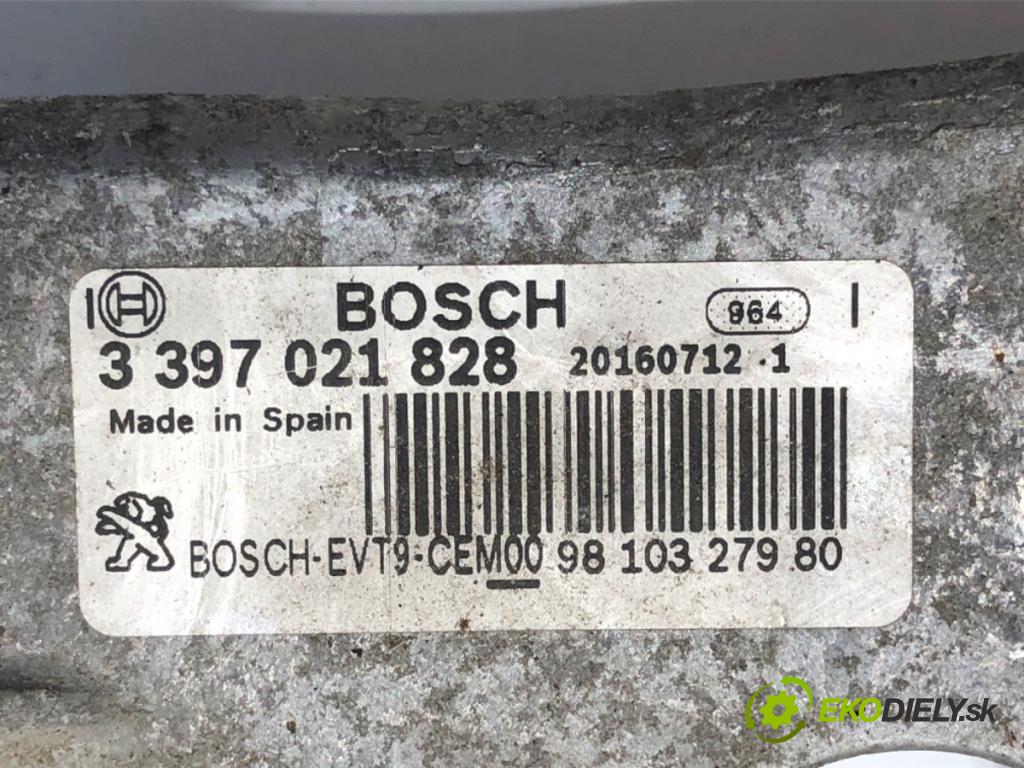 BOSCH 964
3 397 021 828 20160712 .1
Made in Spain
BOSCH-EVT9-CEM00 98 103 279 80
EKODIELY.sk